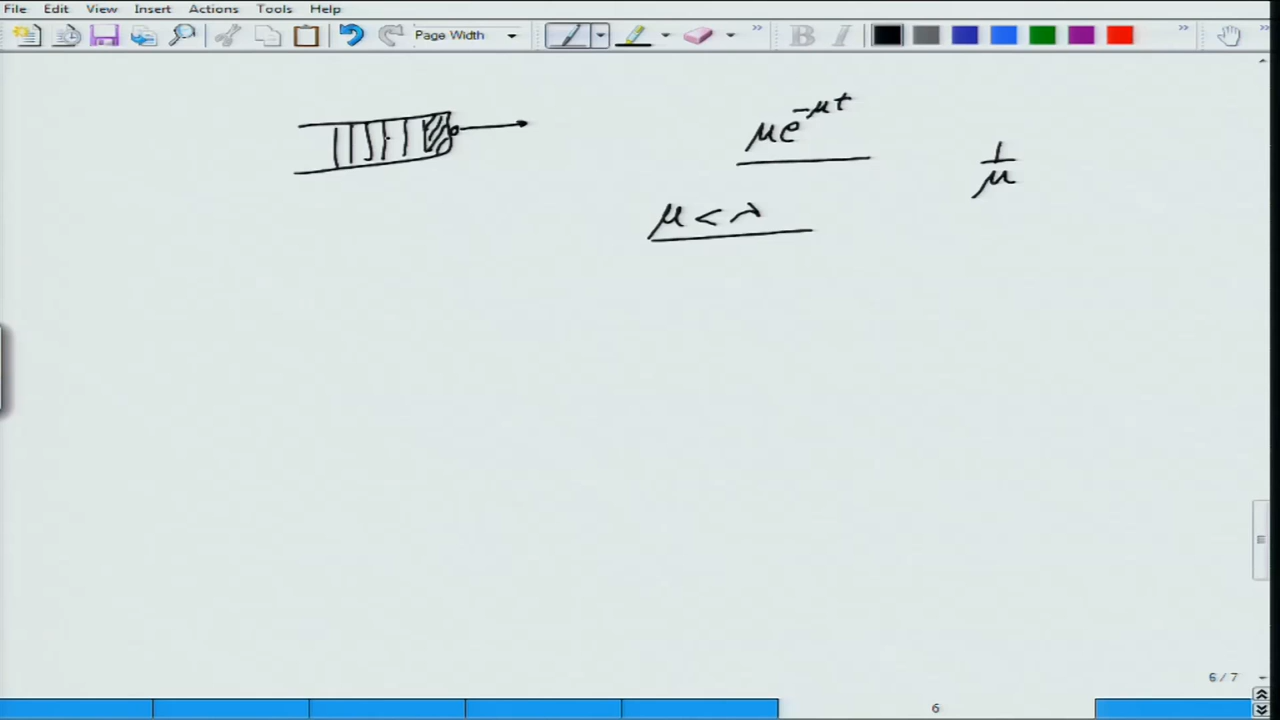 File Edit View Insert Actions Tools Help
Page Width
B I
μe^{-μt}
1/μ
μ < λ
6 / 7
6